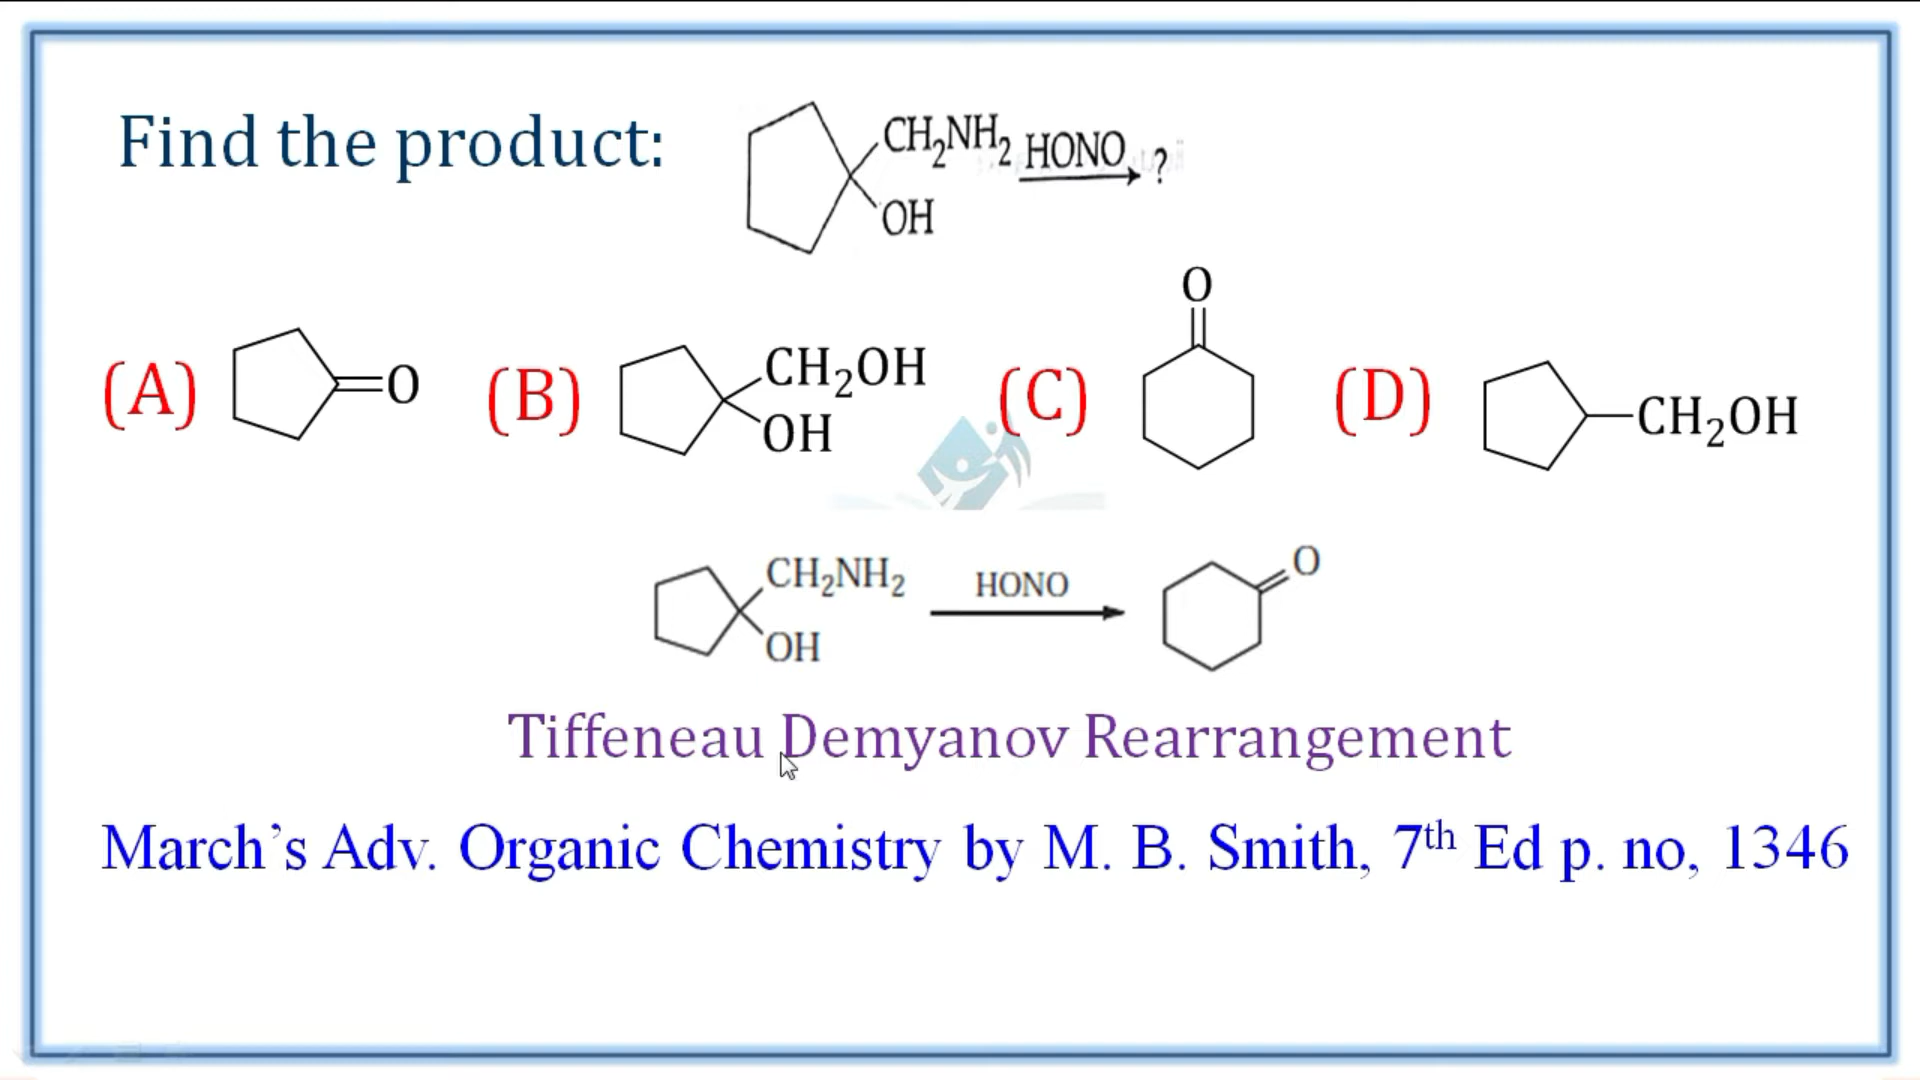 Find the product:
CH₂NH₂
OH
HONO
?
(A)
O
(B)
CH₂OH
OH
(C)
O
(D)
CH₂OH
CH₂NH₂
OH
HONO
O
Tiffeneau Demyanov Rearrangement
March's Adv. Organic Chemistry by M. B. Smith, 7th Ed p. no, 1346